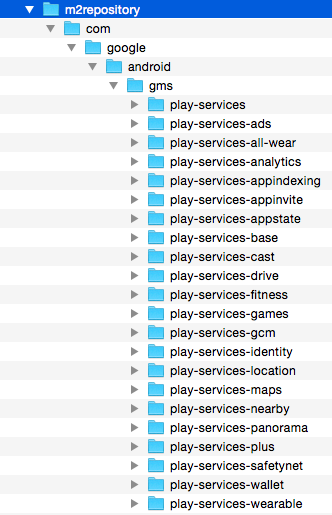 m2repository
com
google
android
gms
play-services
play-services-ads
play-services-all-wear
play-services-analytics
play-services-appindexing
play-services-appinvite
play-services-appstate
play-services-base
play-services-cast
play-services-drive
play-services-fitness
play-services-games
play-services-gcm
play-services-identity
play-services-location
play-services-maps
play-services-nearby
play-services-panorama
play-services-plus
play-services-safetynet
play-services-wallet
play-services-wearable